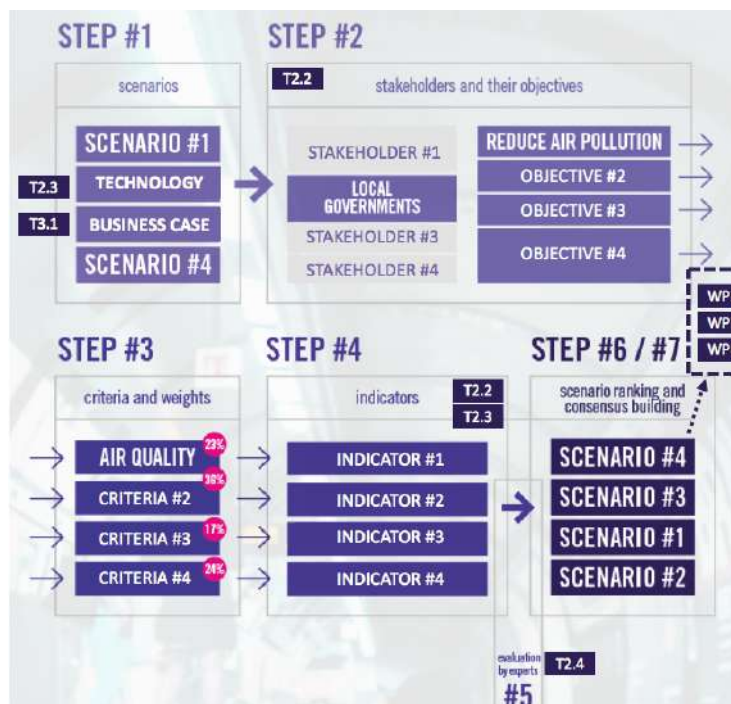 STEP #1
scenarios
SCENARIO #1
T2.3
TECHNOLOGY
T3.1
BUSINESS CASE
SCENARIO #4
STEP #2
T2.2
stakeholders and their objectives
STAKEHOLDER #1
LOCAL
GOVERNMENTS
STAKEHOLDER #3
STAKEHOLDER #4
REDUCE AIR POLLUTION
OBJECTIVE #2
OBJECTIVE #3
OBJECTIVE #4
WP
WP
WP
STEP #3
criteria and weights
AIR QUALITY
23%
CRITERIA #2
36%
CRITERIA #3
17%
CRITERIA #4
24%
STEP #4
indicators
T2.2
T2.3
INDICATOR #1
INDICATOR #2
INDICATOR #3
INDICATOR #4
evaluation
by experts
T2.4
#5
STEP #6 / #7
scenario ranking and
consensus building
SCENARIO #4
SCENARIO #3
SCENARIO #1
SCENARIO #2